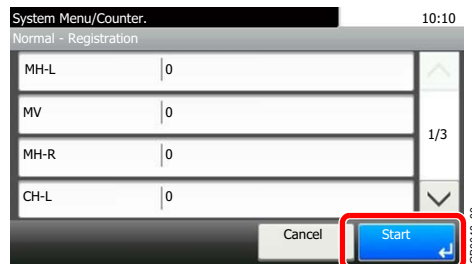 System Menu/Counter. 10:10
Normal - Registration
MH-L 0
MV 0
1/3
MH-R 0
CH-L 0
Cancel Start